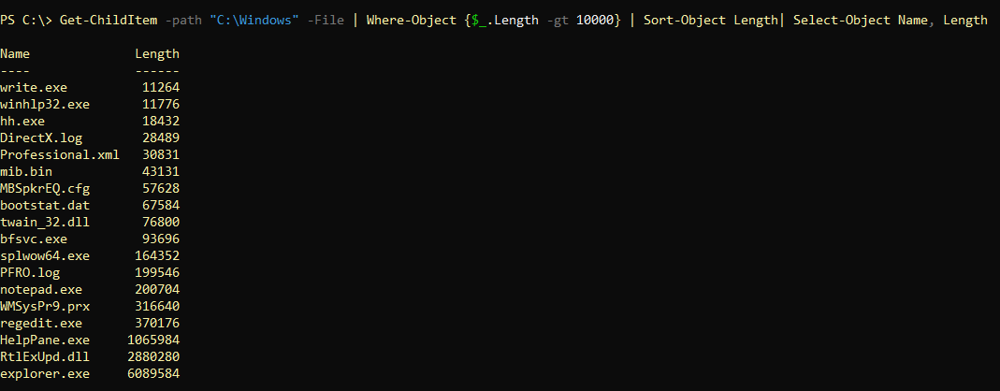 PS C:\> Get-ChildItem -path "C:\Windows" -File | Where-Object {$_.Length -gt 10000} | Sort-Object Length| Select-Object Name, Length
Name Length
---- ------
write.exe 11264
winhlp32.exe 11776
hh.exe 18432
DirectX.log 28489
Professional.xml 30831
mib.bin 43131
MBSpkrEQ.cfg 57628
bootstat.dat 67584
twain_32.dll 76800
bfsvc.exe 93696
splwow64.exe 164352
PFRO.log 199546
notepad.exe 200704
WMSysPr9.prx 316640
regedit.exe 370176
HelpPane.exe 1065984
RtlExUpd.dll 2880280
explorer.exe 6089584